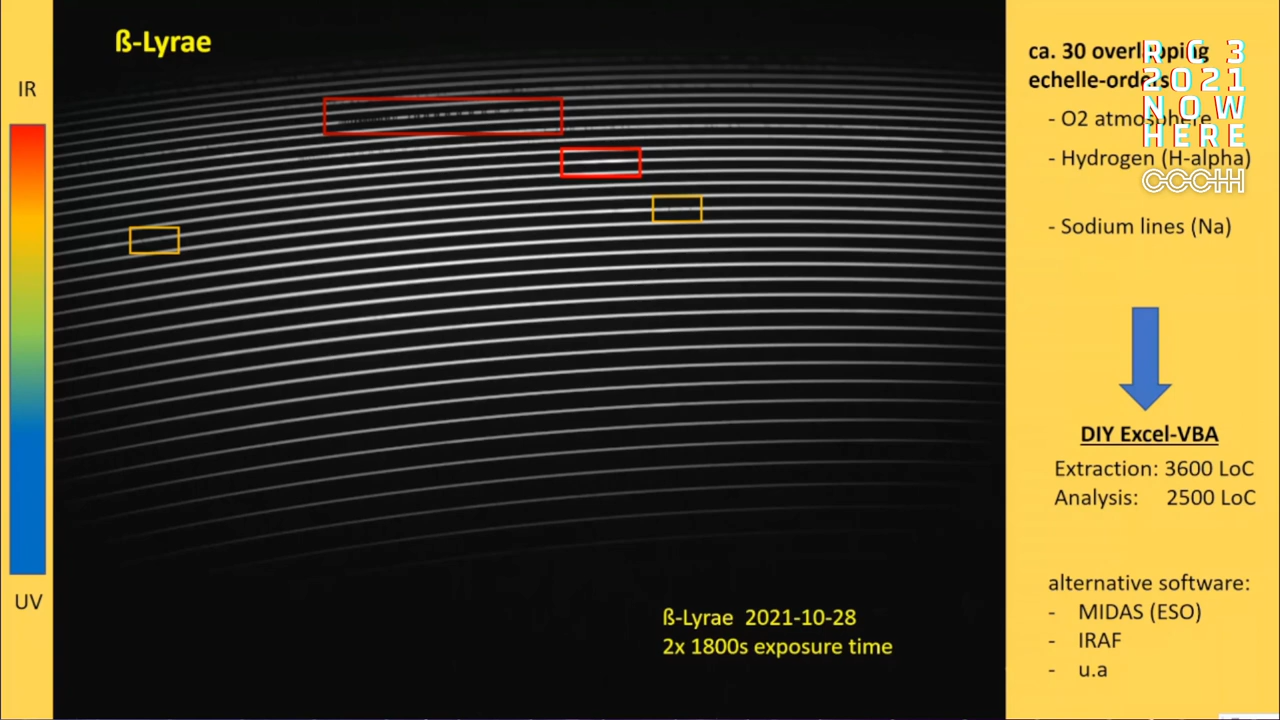 ß-Lyrae
IR
UV
ß-Lyrae 2021-10-28
2x 1800s exposure time
ca. 30 overlapping
echelle-orders
- O2 atmosphere
- Hydrogen (H-alpha)
- Sodium lines (Na)
DIY Excel-VBA
Extraction: 3600 LoC
Analysis: 2500 LoC
alternative software:
- MIDAS (ESO)
- IRAF
- u.a
R C 3
2021
NOW
HERE
CCCHH